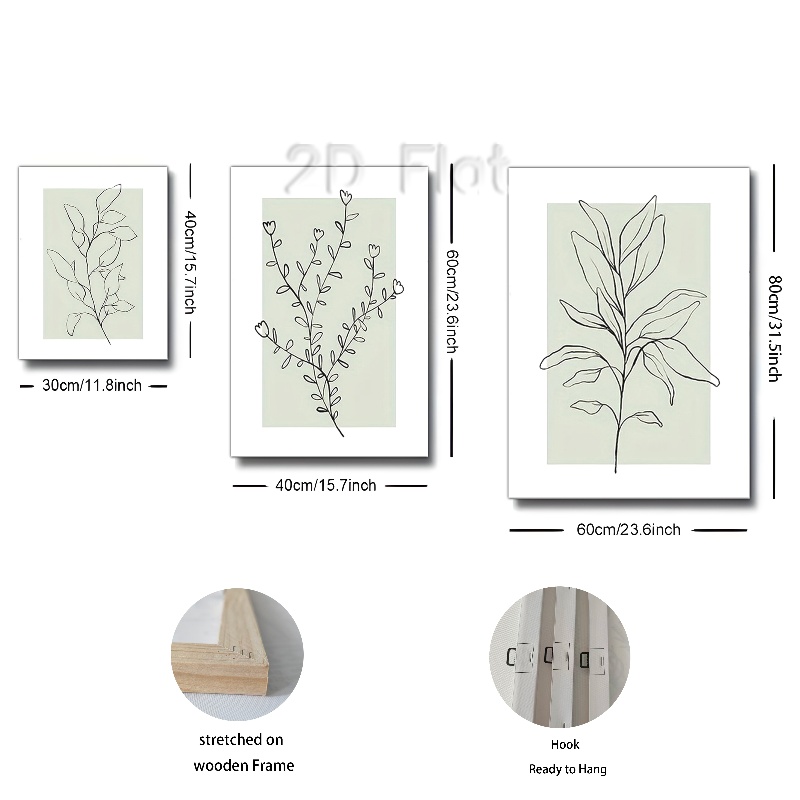 2D Flat
40cm/15.7inch
30cm/11.8inch
60cm/23.6inch
40cm/15.7inch
80cm/31.5inch
60cm/23.6inch
stretched on
wooden Frame
Hook
Ready to Hang